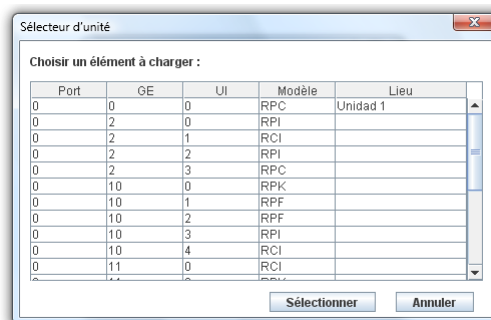 Sélecteur d'unité
Choisir un élément à charger :
Port GE UI Modèle Lieu
0 0 0 RPC Unidad 1
0 2 0 RPI
0 2 1 RCI
0 2 2 RPI
0 2 3 RPC
0 10 0 RPK
0 10 1 RPF
0 10 2 RPF
0 10 3 RPI
0 10 4 RCI
0 11 0 RCI
Sélectionner Annuler